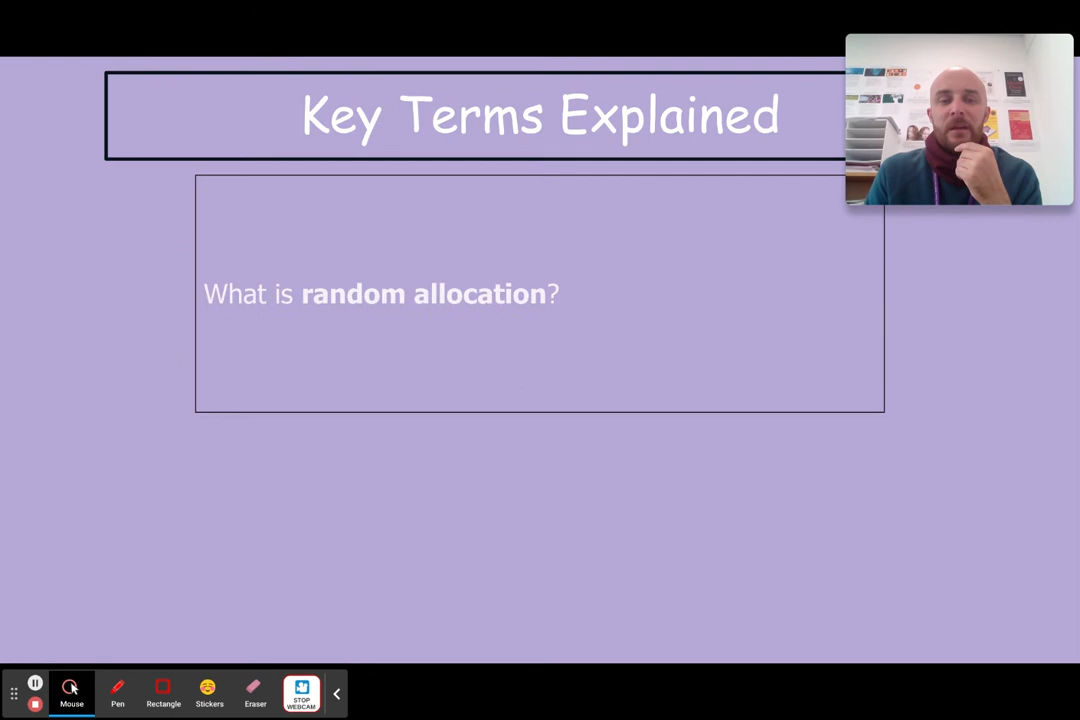 Key Terms Explained
What is random allocation?
Mouse
Pen
Rectangle
Stickers
Eraser
STOP
WEBCAM